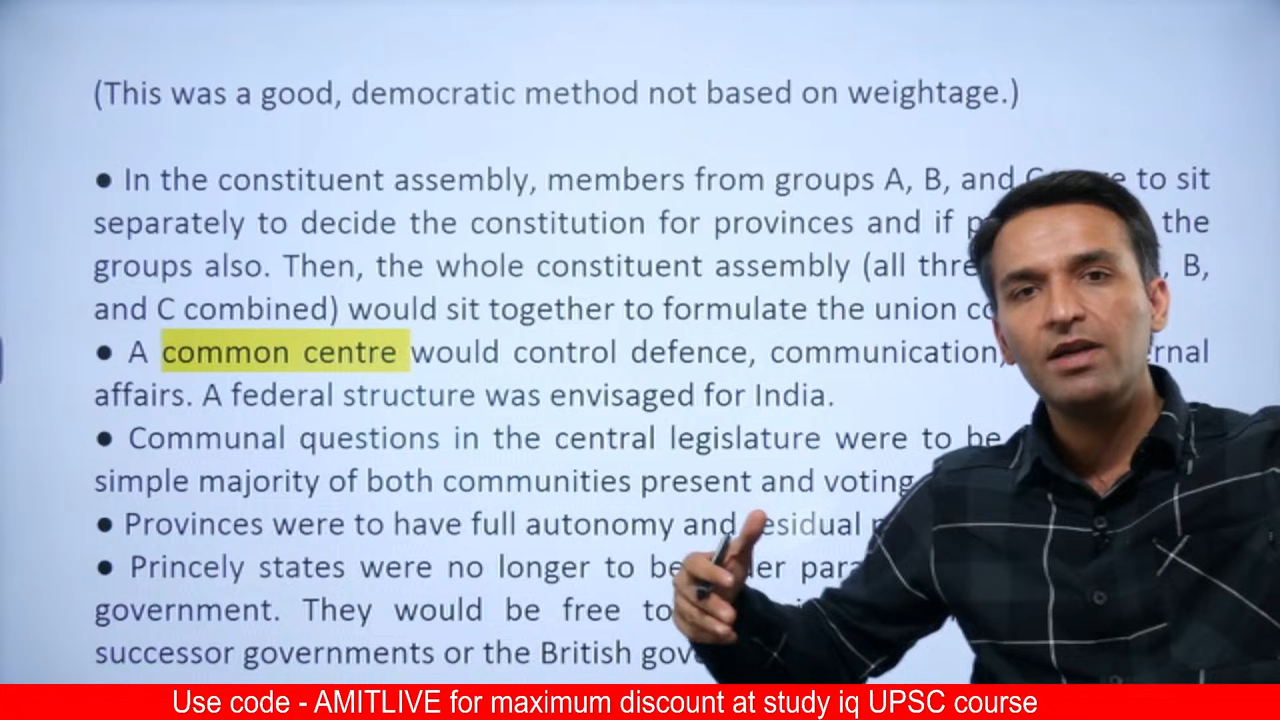 (This was a good, democratic method not based on weightage.)
● In the constituent assembly, members from groups A, B, and to sit
separately to decide the constitution for provinces and if the
groups also. Then, the whole constituent assembly (all B,
and C combined) would sit together to formulate the union
● A common centre would control defence, communication,
affairs. A federal structure was envisaged for India.
● Communal questions in the central legislature were to be
simple majority of both communities present and voting
● Provinces were to have full autonomy and
● Princely states were no longer to be
government. They would be free to
successor governments or the British
Use code - AMITLIVE for maximum discount at study iq UPSC course